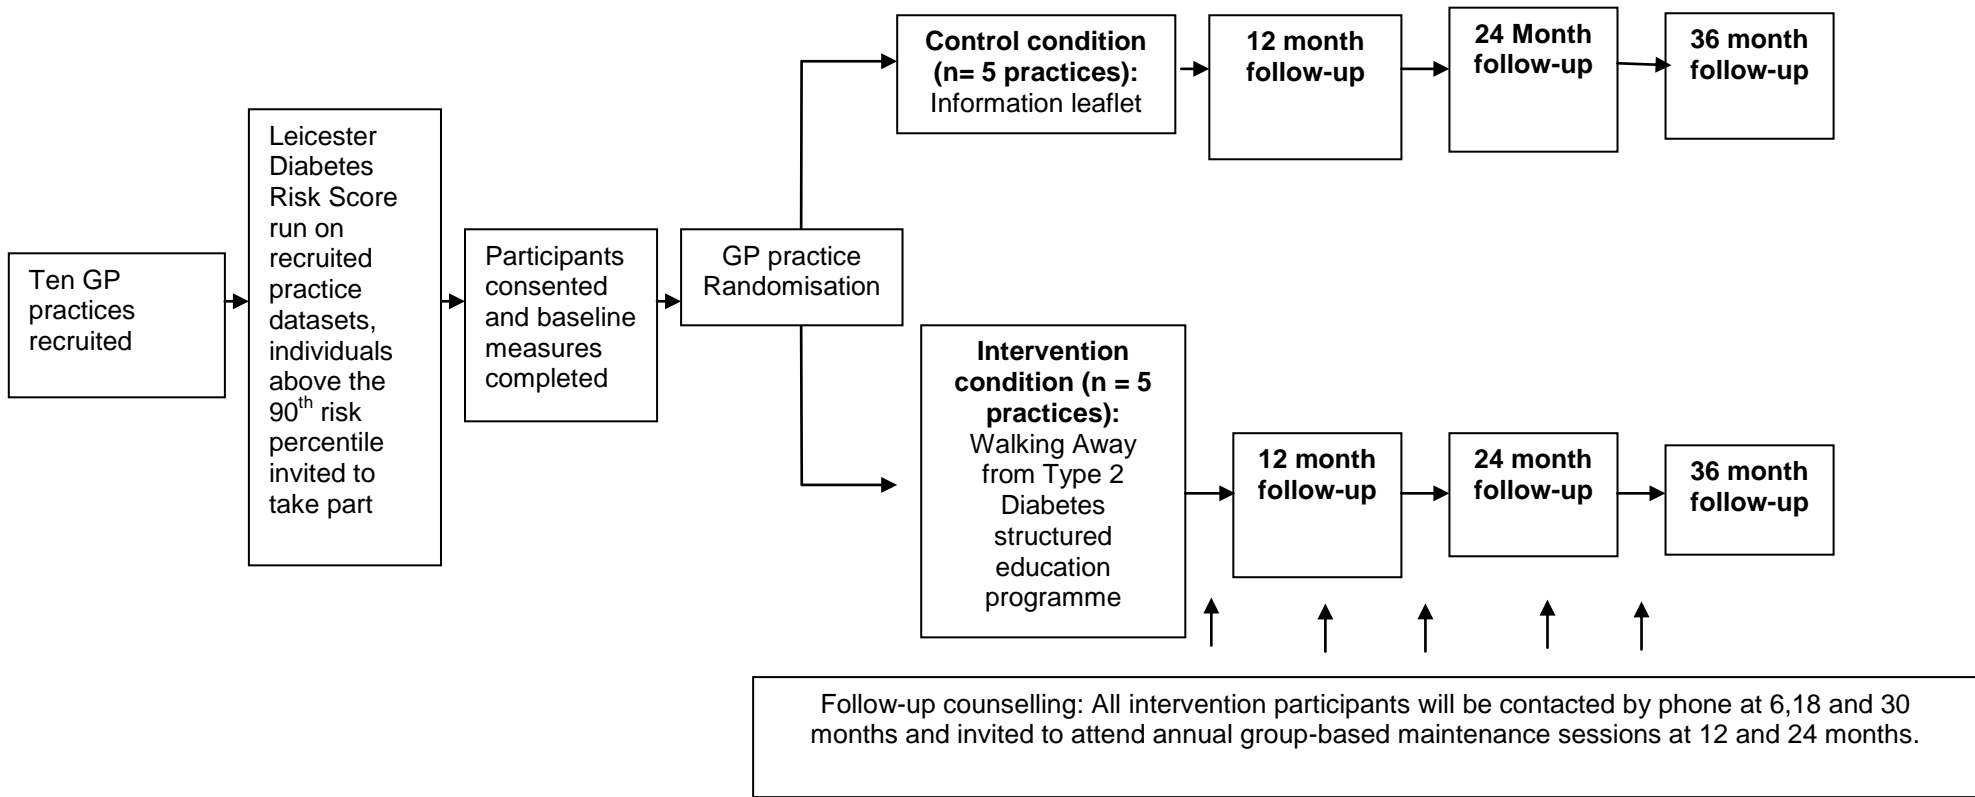 Ten GP
practices
recruited
Leicester
Diabetes
Risk Score
run on
recruited
practice
datasets,
individuals
above the
90th risk
percentile
invited to
take part
Participants
consented
and baseline
measures
completed
GP practice
Randomisation
Control condition
(n= 5 practices):
Information leaflet
12 month
follow-up
24 Month
follow-up
36 month
follow-up
Intervention
condition (n = 5
practices):
Walking Away
from Type 2
Diabetes
structured
education
programme
12 month
follow-up
24 month
follow-up
36 month
follow-up
Follow-up counselling: All intervention participants will be contacted by phone at 6,18 and 30
months and invited to attend annual group-based maintenance sessions at 12 and 24 months.